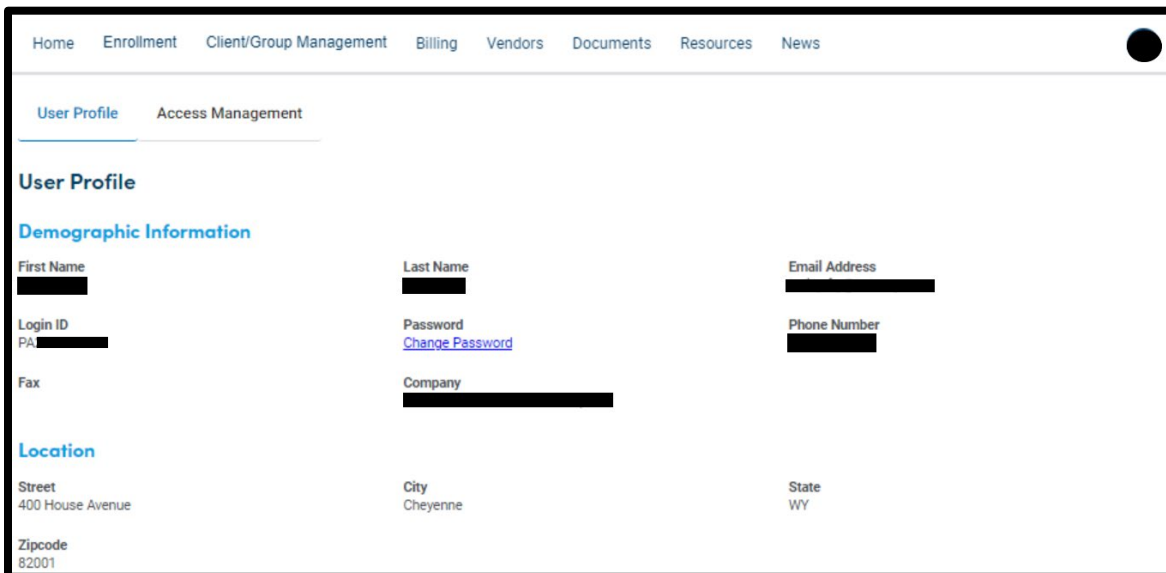 Home Enrollment Client/Group Management Billing Vendors Documents Resources News
User Profile Access Management
User Profile
Demographic Information
First Name Last Name Email Address
Login ID Password Phone Number
PA Change Password
Fax Company
Location
Street City State
400 House Avenue Cheyenne WY
Zipcode
82001